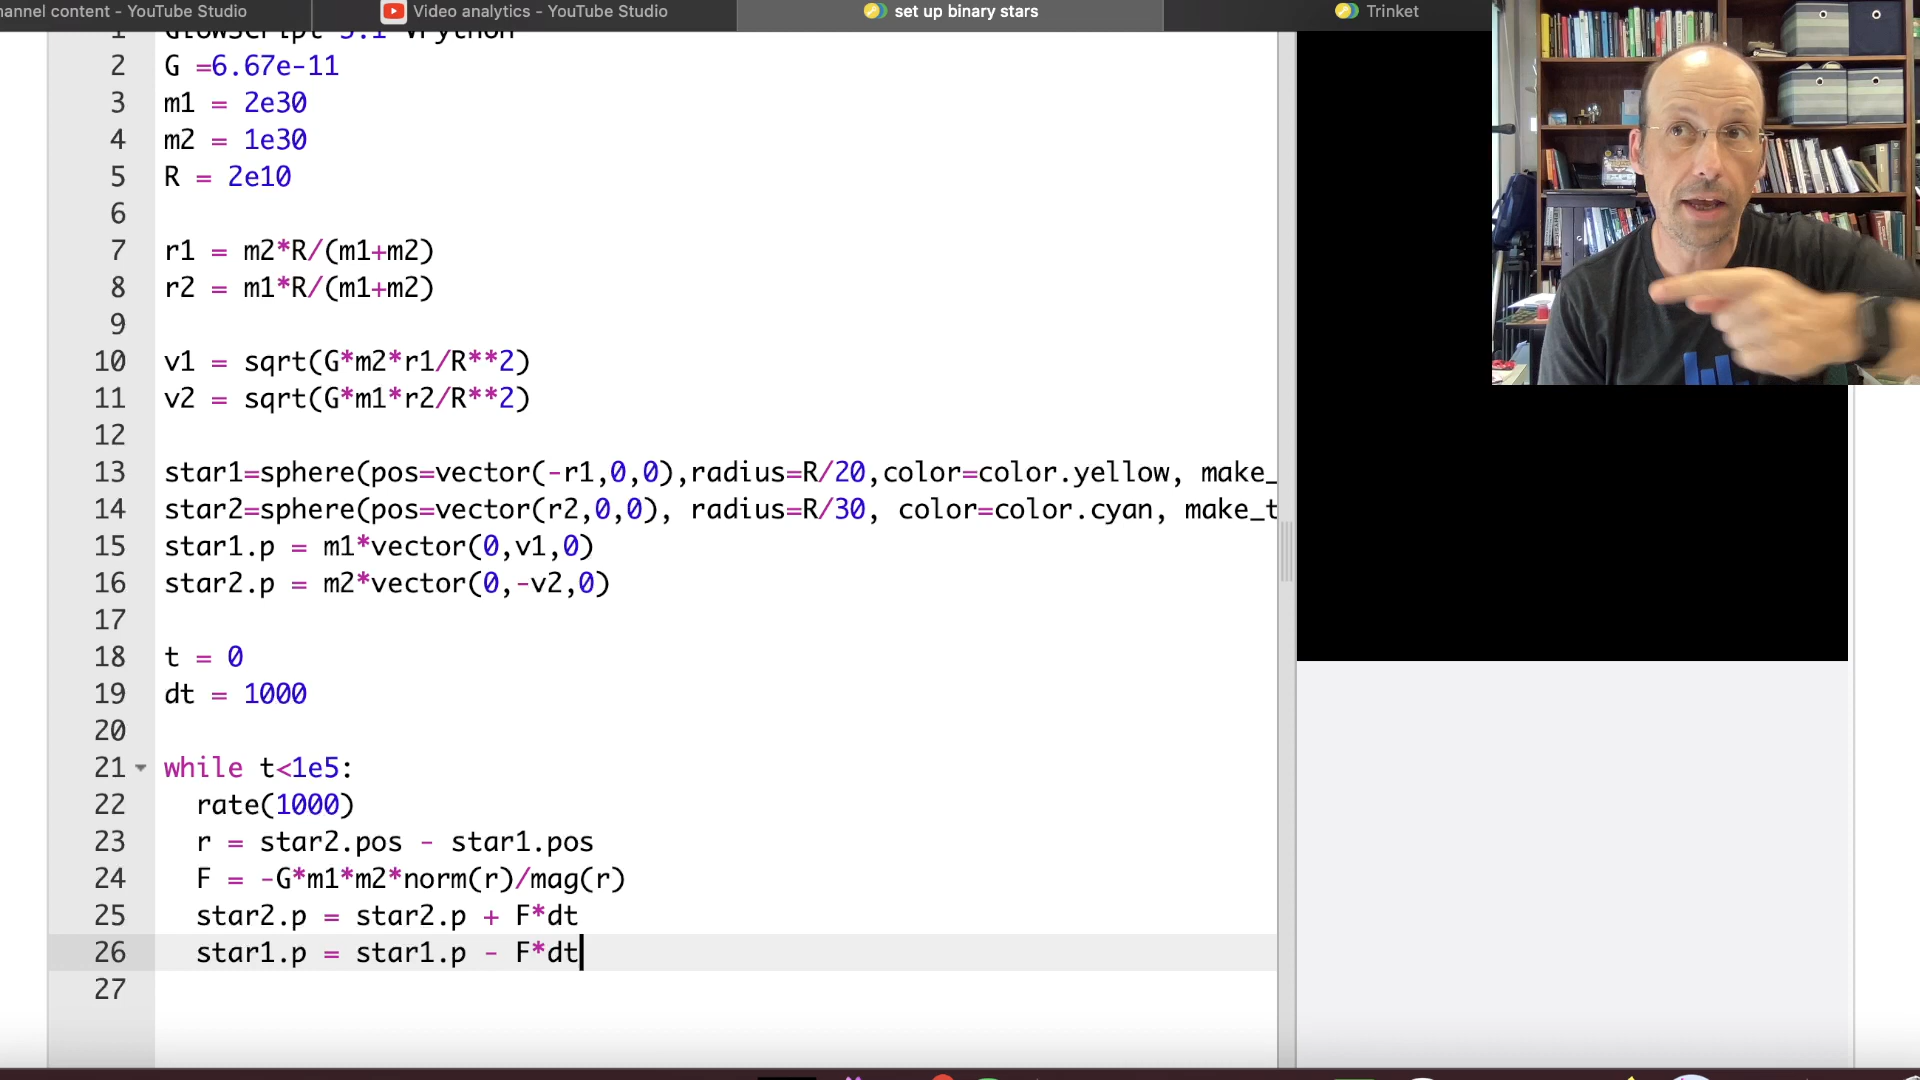 hannel content - YouTube Studio
Video analytics - YouTube Studio
set up binary stars
Trinket
1 GlowScript 3.1 VPython
2 G =6.67e-11
3 m1 = 2e30
4 m2 = 1e30
5 R = 2e10
6
7 r1 = m2*R/(m1+m2)
8 r2 = m1*R/(m1+m2)
9
10 v1 = sqrt(G*m2*r1/R**2)
11 v2 = sqrt(G*m1*r2/R**2)
12
13 star1=sphere(pos=vector(-r1,0,0),radius=R/20,color=color.yellow, make_
14 star2=sphere(pos=vector(r2,0,0), radius=R/30, color=color.cyan, make_t
15 star1.p = m1*vector(0,v1,0)
16 star2.p = m2*vector(0,-v2,0)
17
18 t = 0
19 dt = 1000
20
21 while t<1e5:
22 rate(1000)
23 r = star2.pos - star1.pos
24 F = -G*m1*m2*norm(r)/mag(r)
25 star2.p = star2.p + F*dt
26 star1.p = star1.p - F*dt
27